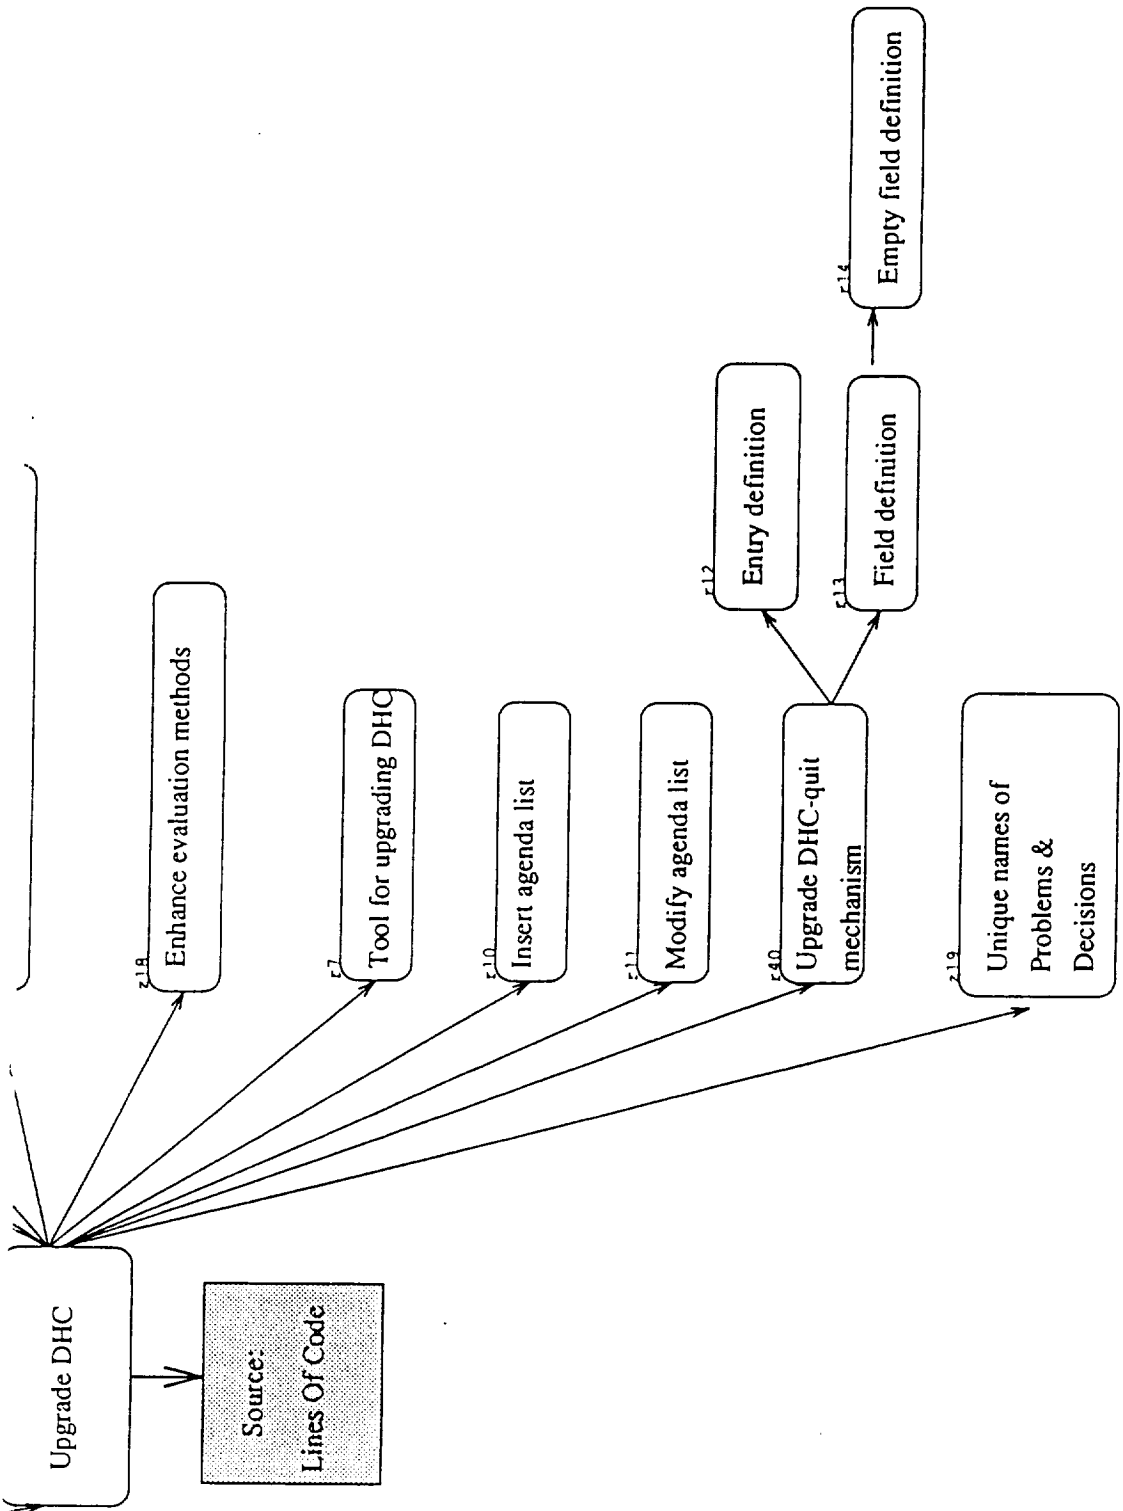 Upgrade DHC
Source:
Lines Of Code
z18
Enhance evaluation methods
r7
Tool for upgrading DHC
r10
Insert agenda list
r11
Modify agenda list
r40
Upgrade DHC-quit
mechanism
z19
Unique names of
Problems &
Decisions
r12
Entry definition
r13
Field definition
r14
Empty field definition